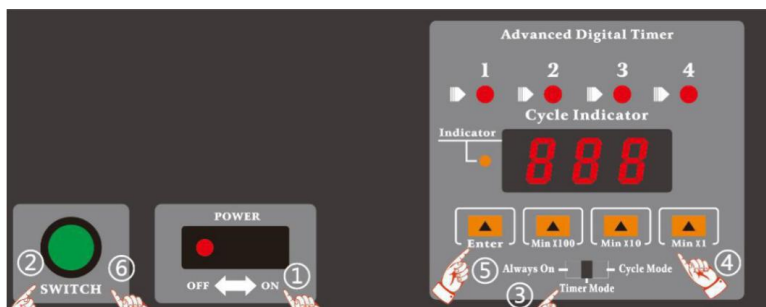 Advanced Digital Timer
1 2 3 4
Cycle Indicator
Indicator
888
Enter Min X100 Min X10 Min X1
Always On Cycle Mode
Timer Mode
③ ④ ⑤
POWER
OFF ON
①
② ⑥
SWITCH